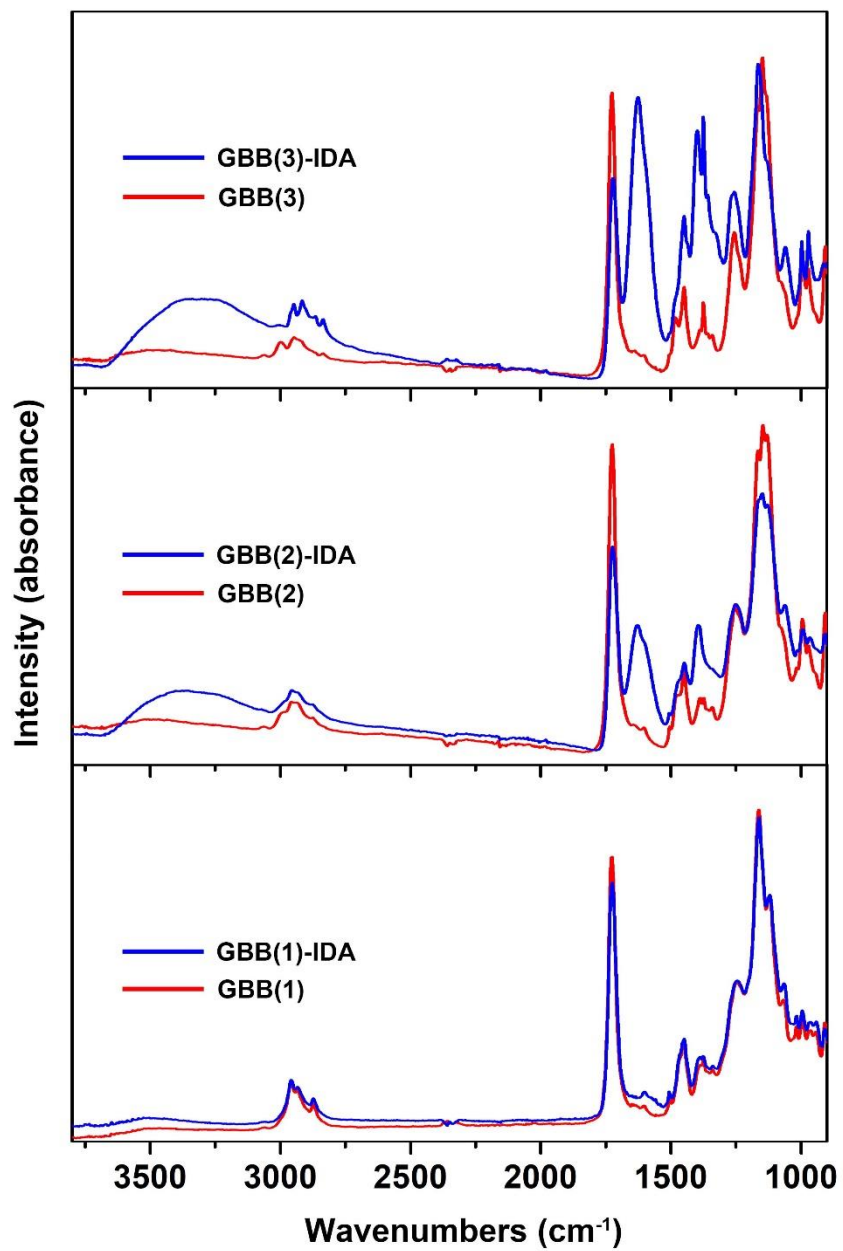 GBB(3)-IDA
GBB(3)
GBB(2)-IDA
GBB(2)
GBB(1)-IDA
GBB(1)
Intensity (absorbance)
3500 3000 2500 2000 1500 1000
Wavenumbers (cm⁻¹)